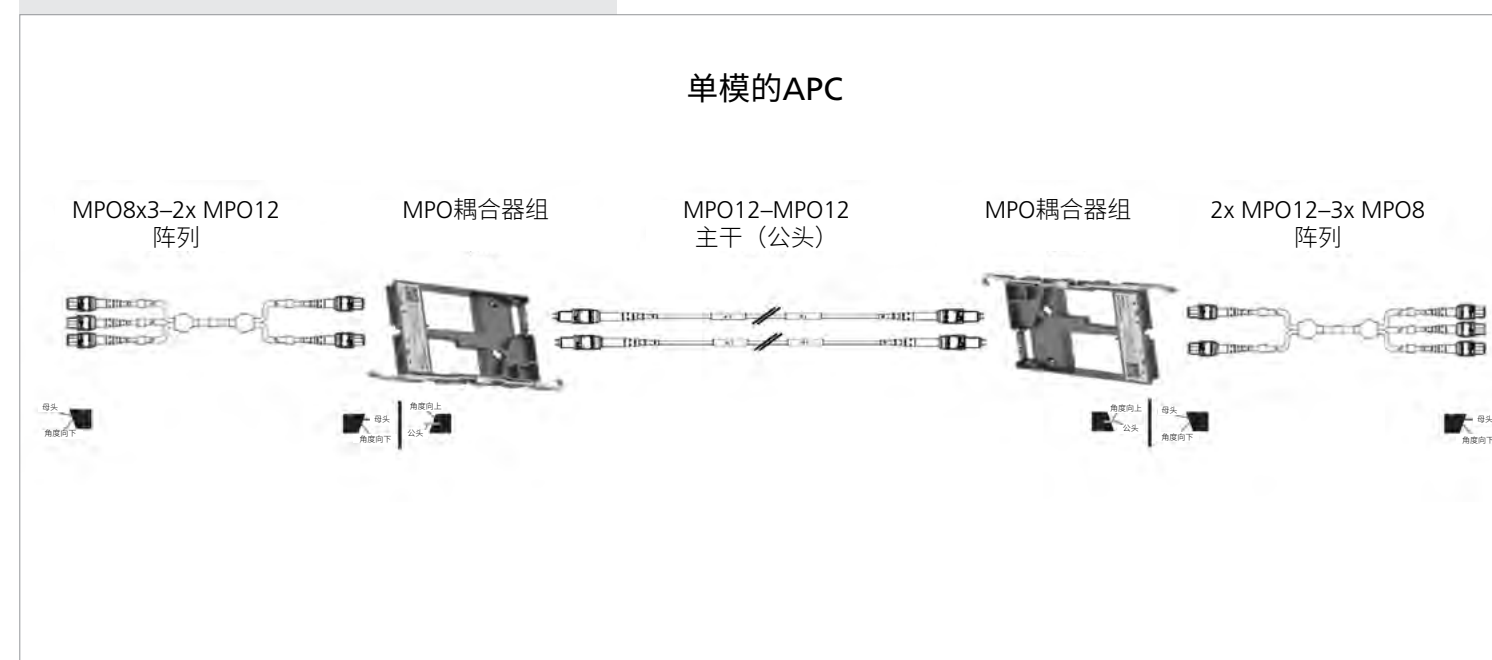 单模的APC
MPO8x3–2x MPO12
阵列
MPO耦合器组
MPO12–MPO12
主干（公头）
MPO耦合器组
2x MPO12–3x MPO8
阵列
母头
角度向下
母头
角度向下
角度向上
公头
角度向上
公头
母头
角度向下
母头
角度向下